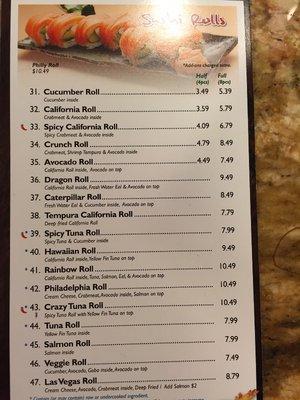 Sushi Rolls
Philly Roll
$10.49
*Add-ons charged extra.
Half Full
(4pcs) (8pcs)
31. Cucumber Roll 3.49 5.39
Cucumber inside
32. California Roll 3.59 5.79
Crabmeat & Avocado inside
33. Spicy California Roll 4.09 6.79
Spicy Crabmeat & Avocado inside
34. Crunch Roll 4.79 8.49
Crabmeat, Shrimp Tempura & Avocado inside
35. Avocado Roll 4.49 7.49
California Roll inside, Avocado on top
36. Dragon Roll 9.49
California Roll inside, Fresh Water Eel & Avocado on top
37. Caterpillar Roll 8.49
Fresh Water Eel & Cucumber inside, Avocado on top
38. Tempura California Roll 7.79
Deep fried California Roll
39. Spicy Tuna Roll 7.99
Spicy Tuna & Cucumber inside
* 40. Hawaiian Roll 9.49
California Roll inside, Yellow Fin Tuna on top
* 41. Rainbow Roll 10.49
California Roll inside, Tuna, Salmon, Eel, & Avocado on top
* 42. Philadelphia Roll 10.49
Cream Cheese, Crabmeat, Avocado inside, Salmon on top
43. Crazy Tuna Roll 10.49
Spicy Tuna Roll with Yellow Fin Tuna on top
* 44. Tuna Roll 7.99
Yellow Fin Tuna inside
* 45. Salmon Roll 7.99
Salmon inside
46. Veggie Roll 7.49
Cucumber, Avocado, Gobo inside, Avocado on top
47. Las Vegas Roll 8.79
Cream Cheese, Avocado, Crabmeat inside, Deep Fried / Add Salmon $2
* Contain (or may contain) raw or undercooked ingredient.